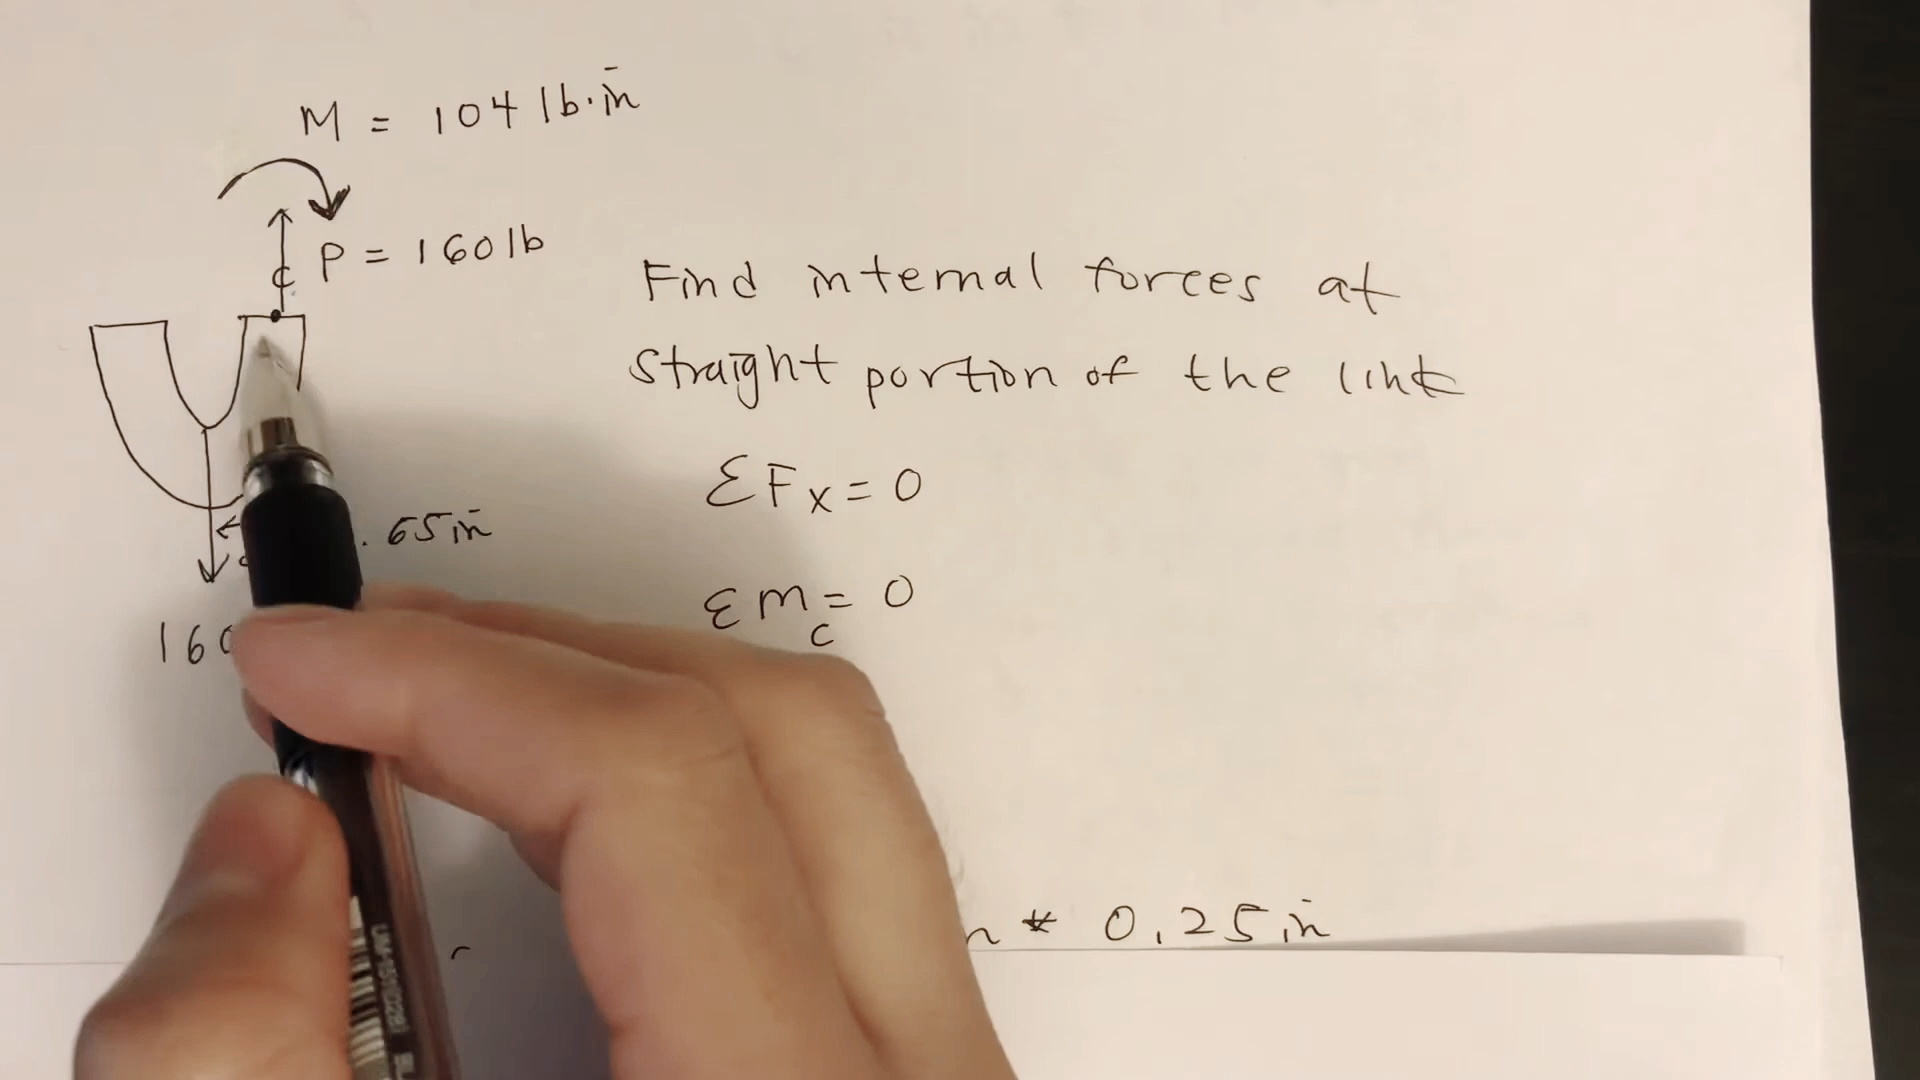 M = 104 lb·in
P = 160 lb
C
Find internal forces at
straight portion of the link
ΣFx = 0
.65 in
ΣMc = 0
160
* 0.25 in